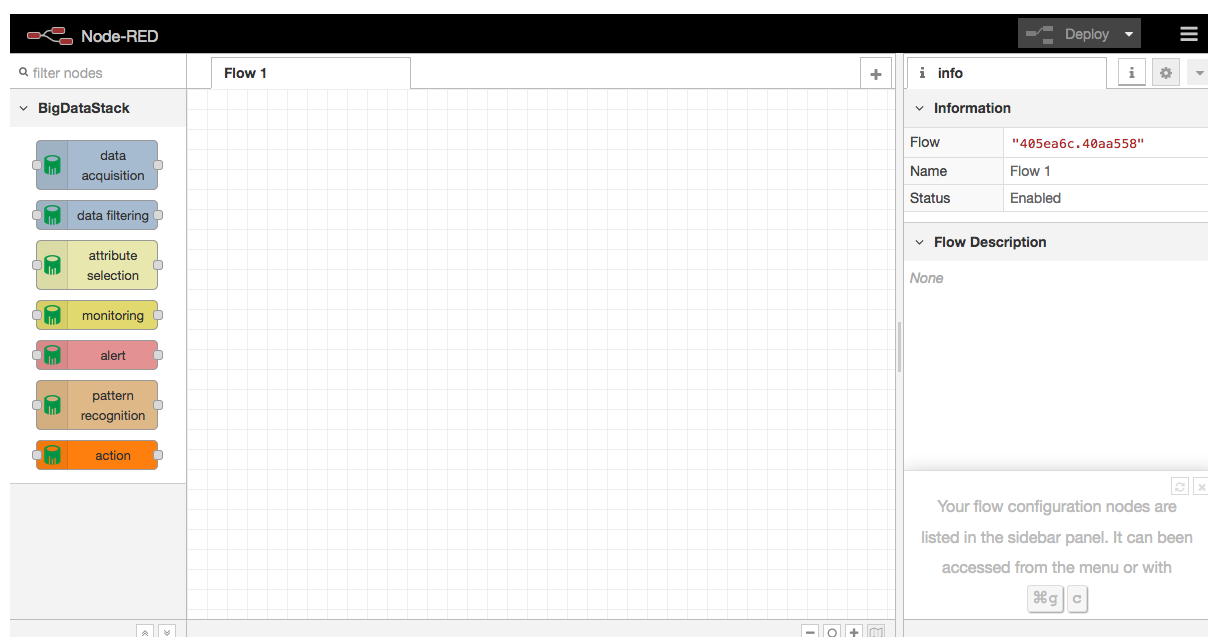 Node-RED
Deploy
filter nodes
Flow 1
i info
i
BigDataStack
data
acquisition
data filtering
attribute
selection
monitoring
alert
pattern
recognition
action
Information
Flow "405ea6c.40aa558"
Name Flow 1
Status Enabled
Flow Description
None
Your flow configuration nodes are
listed in the sidebar panel. It can been
accessed from the menu or with
⌘g c